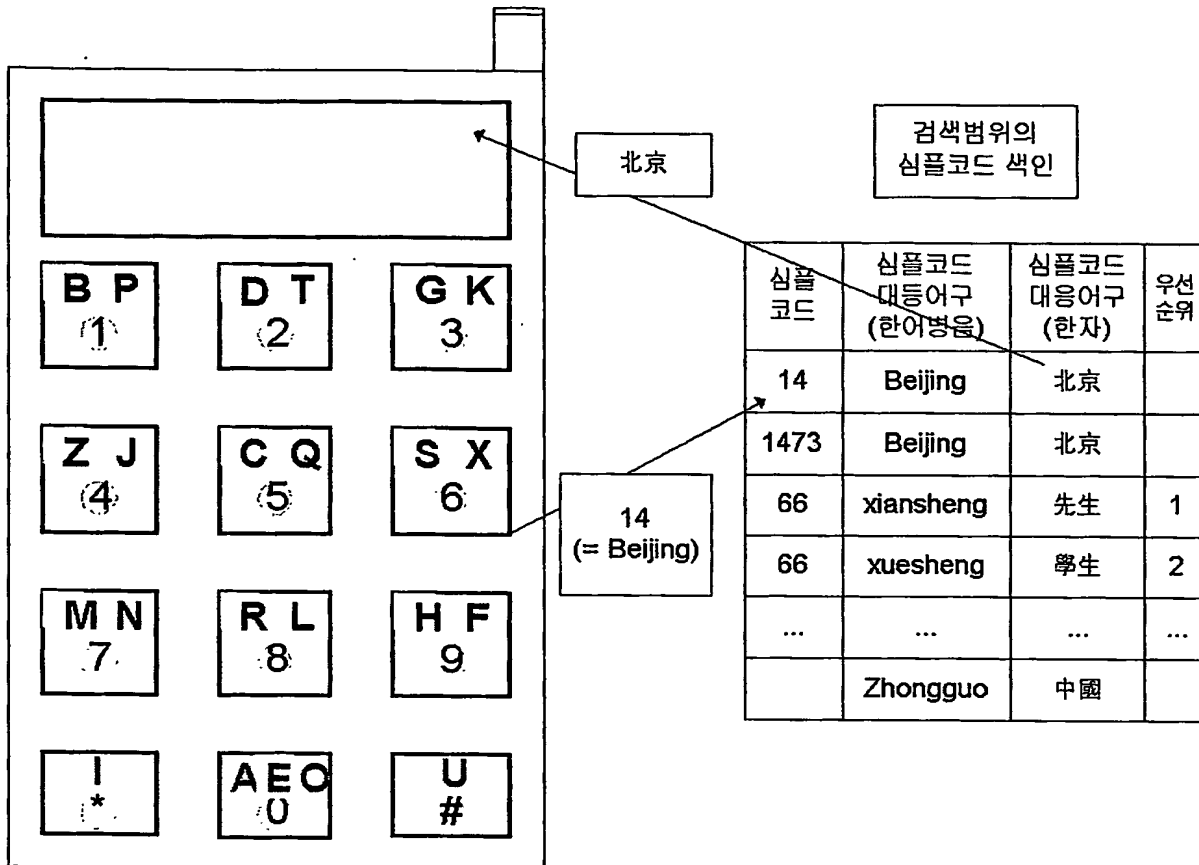 北京
B P
1
D T
2
G K
3
Z J
4
C Q
5
S X
6
M N
7
R L
8
H F
9
I
*
A E O
0
U
#
14
(= Beijing)
검색범위의
심플코드 색인
심플
코드
심플코드
대등어구
(한어병음)
심플코드
대응어구
(한자)
우선
순위
14 Beijing 北京
1473 Beijing 北京
66 xiansheng 先生 1
66 xuesheng 學生 2
... ... ... ...
Zhongguo 中國